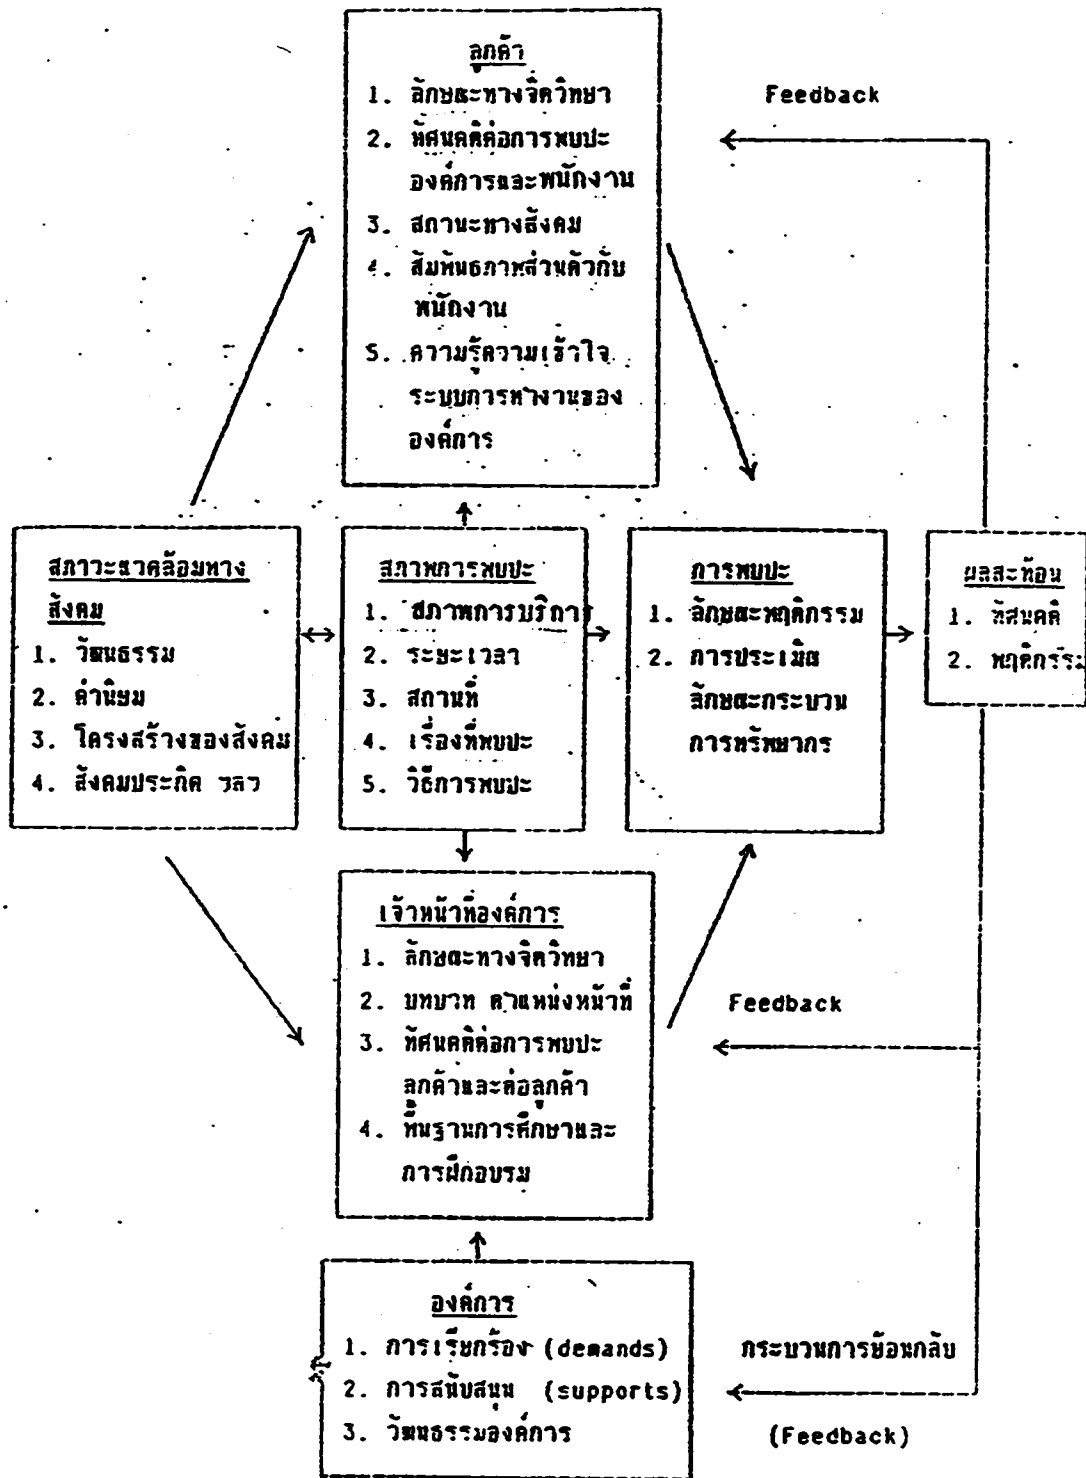 ลูกค้า
1. ลักษณะทางจิตวิทยา
2. ทัศนคติต่อการพบปะ
องค์การและพนักงาน
3. สถานะทางสังคม
4. สัมพันธภาพส่วนตัวกับ
พนักงาน
5. ความรู้ความเข้าใจ
ระบบการทำงานของ
องค์การ
Feedback
สภาวะแวดล้อมทาง
สังคม
1. วัฒนธรรม
2. ค่านิยม
3. โครงสร้างของสังคม
4. สังคมประกิต ฯลฯ
สภาพการพบปะ
1. สภาพการบริการ
2. ระยะเวลา
3. สถานที่
4. เรื่องที่พบปะ
5. วิธีการพบปะ
การพบปะ
1. ลักษณะพฤติกรรม
2. การประเมิน
ลักษณะกระบวน
การทรัพยากร
ผลสะท้อน
1. ทัศนคติ
2. พฤติกรรม
เจ้าหน้าที่องค์การ
1. ลักษณะทางจิตวิทยา
2. บทบาท ตำแหน่งหน้าที่
3. ทัศนคติต่อการพบปะ
ลูกค้าและต่อลูกค้า
4. พื้นฐานการศึกษาและ
การฝึกอบรม
Feedback
องค์การ
1. การเรียกร้อง (demands)
2. การสนับสนุน (supports)
3. วัฒนธรรมองค์การ
กระบวนการย้อนกลับ
(Feedback)